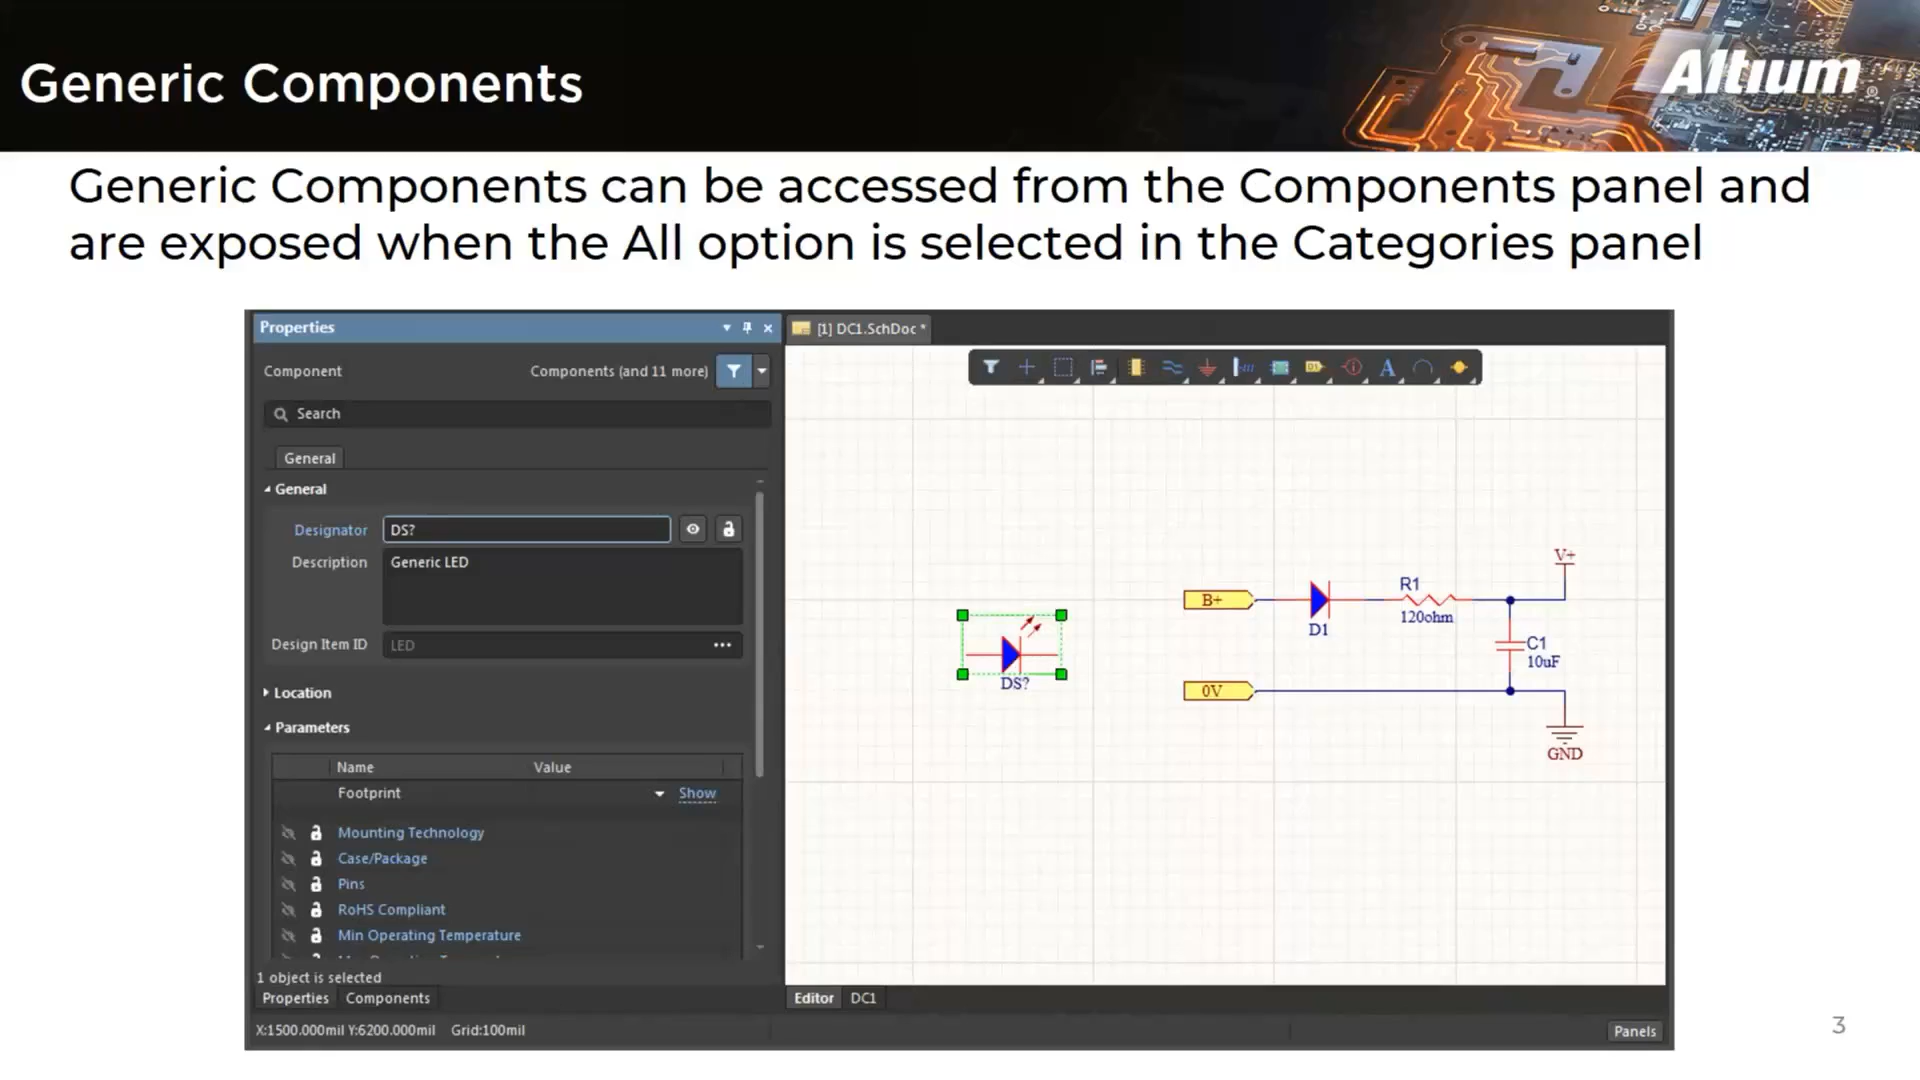 Generic Components
Altium
®
Generic Components can be accessed from the Components panel and
are exposed when the All option is selected in the Categories panel
Properties
[1] DC1.SchDoc *
Component
Components (and 11 more)
Search
General
General
Designator
DS?
Description
Generic LED
Design Item ID
LED
Location
Parameters
Name
Value
Footprint
Show
Mounting Technology
Case/Package
Pins
RoHS Compliant
Min Operating Temperature
1 object is selected
Properties
Components
X:1500.000mil Y:6200.000mil
Grid:100mil
DS?
B+
D1
R1
120ohm
V+
C1
10uF
0V
GND
Editor
DC1
Panels
3